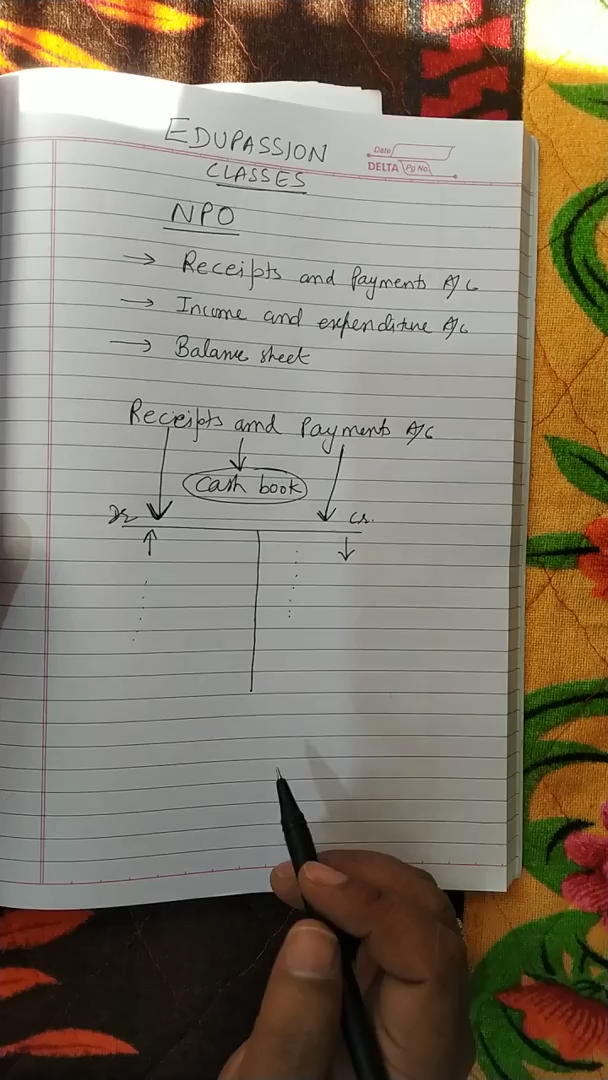 EDUPASSION
CLASSES
Date
DELTA Pg No.
NPO
→ Receipts and Payments A/c
→ Income and expenditure A/c
→ Balance sheet
Receipts and Payments A/c
Cash book
Dr. Cr.